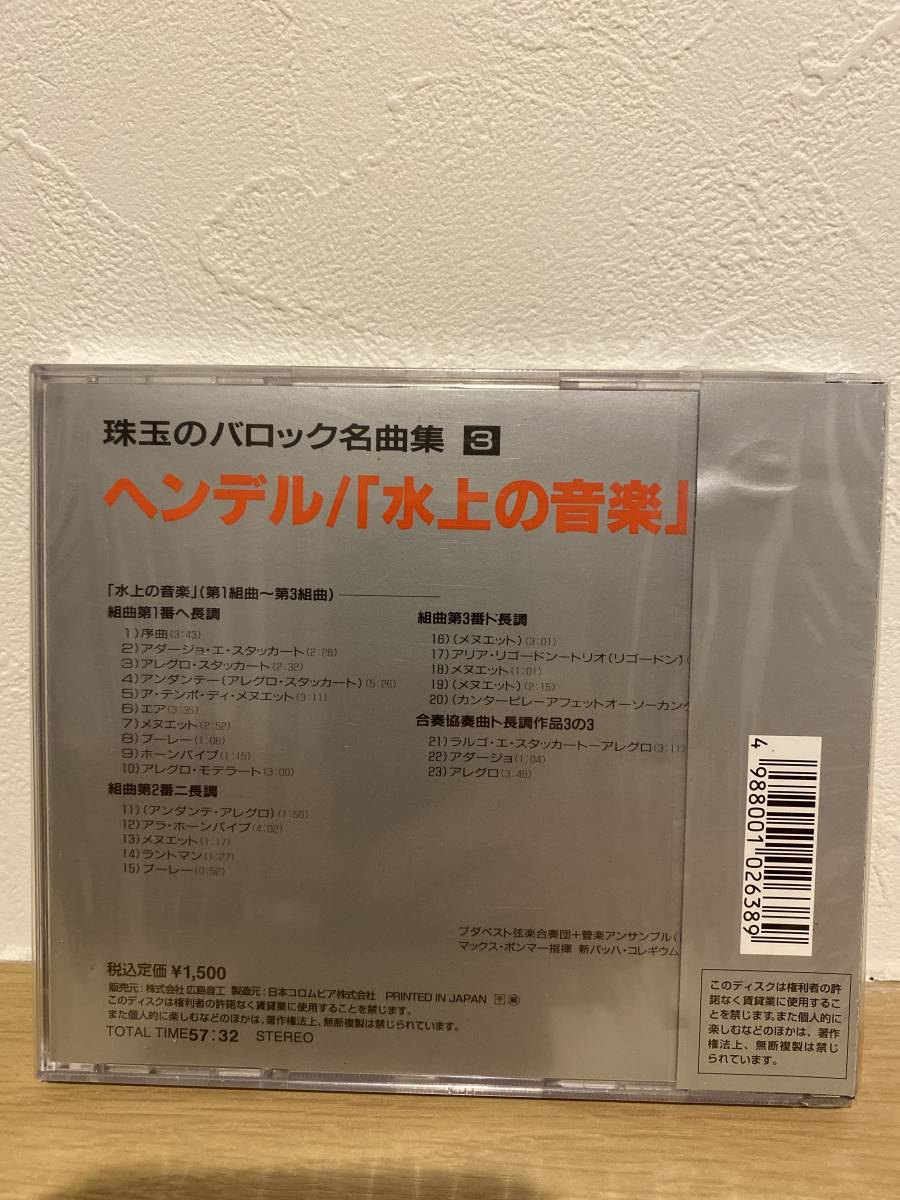 珠玉のバロック名曲集 3
ヘンデル/「水上の音楽」
「水上の音楽」(第1組曲〜第3組曲)
組曲第1番ヘ長調
1)序曲(3:43)
2)アダージョ・エ・スタッカート(2:28)
3)アレグロ・スタッカート(2:32)
4)アンダンテー(アレグロ・スタッカート)(5:26)
5)ア・テンポ・ディ・メヌエット(3:11)
6)エア(3:35)
7)メヌエット(2:52)
8)ブーレー(1:06)
9)ホーンパイプ(1:15)
10)アレグロ・モデラート(3:00)
組曲第2番ニ長調
11)(アンダンテ・アレグロ)(1:50)
12)アラ・ホーンパイプ(4:02)
13)メヌエット(1:17)
14)ラントマン(1:27)
15)ブーレー(0:52)
組曲第3番ト長調
16)(メヌエット)(3:01)
17)アリア・リゴードン−トリオ(リゴードン)(
18)メヌエット(1:01)
19)(メヌエット)(2:15)
20)(カンタービレーアフェットオーソーカンタ
合奏協奏曲ト長調作品3の3
21)ラルゴ・エ・スタッカート−アレグロ(3:11)
22)アダージョ(1:04)
23)アレグロ(3:48)
ブダペスト弦楽合奏団+管楽アンサンブル(
マックス・ポンマー指揮 新バッハ・コレギウム
税込定価 ¥1,500
販売元:株式会社 広島音工 製造元:日本コロムビア株式会社 PRINTED IN JAPAN
このディスクは権利者の許諾なく賃貸業に使用することを禁じます。
また個人的に楽しむなどのほかは、著作権法上、無断複製は禁じられています。
TOTAL TIME57:32 STEREO
4 988001 026389
このディスクは権利者の許
諾なく賃貸業に使用するこ
とを禁じます。また個人的に
楽しむなどのほかは、著作
権法上、無断複製は禁じ
られています。